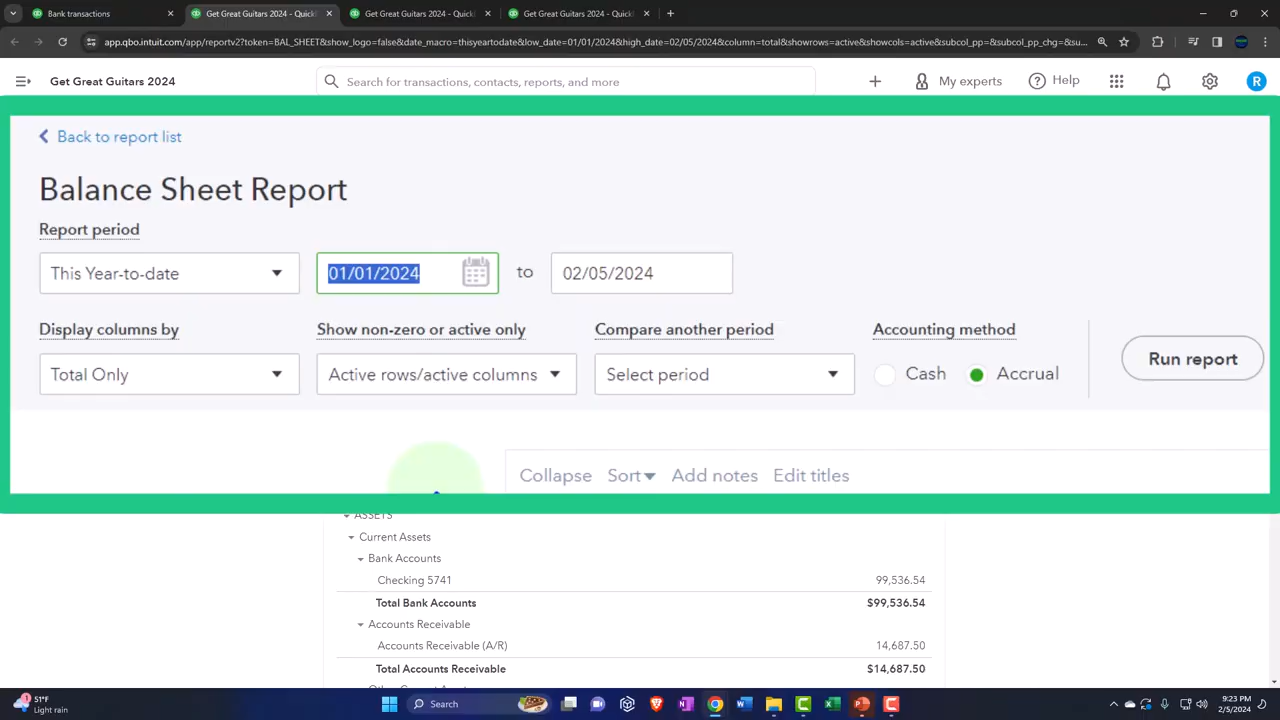 Bank transactions
Get Great Guitars 2024 - Quick
Get Great Guitars 2024 - Quick
Get Great Guitars 2024 - Quick
app.qbo.intuit.com/app/reportv2?token=BAL_SHEET&show_logo=false&date_macro=thisyeartodate&low_date=01/01/2024&high_date=02/05/2024&column=total&showrows=active&showcols=active&subcol_pp=&subcol_pp_chg=&su...
Get Great Guitars 2024
Search for transactions, contacts, reports, and more
My experts
Help
R
Back to report list
Balance Sheet Report
Report period
This Year-to-date
01/01/2024
to
02/05/2024
Display columns by
Show non-zero or active only
Compare another period
Accounting method
Total Only
Active rows/active columns
Select period
Cash
Accrual
Run report
Collapse Sort Add notes Edit titles
ASSETS
Current Assets
Bank Accounts
Checking 5741 99,536.54
Total Bank Accounts $99,536.54
Accounts Receivable
Accounts Receivable (A/R) 14,687.50
Total Accounts Receivable $14,687.50
51°F
Light rain
Search
9:23 PM
2/5/2024